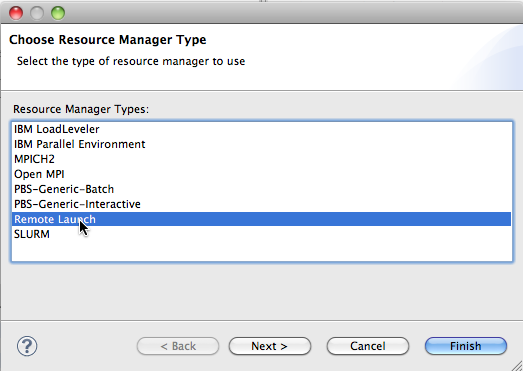 Choose Resource Manager Type
Select the type of resource manager to use
Resource Manager Types:
IBM LoadLeveler
IBM Parallel Environment
MPICH2
Open MPI
PBS-Generic-Batch
PBS-Generic-Interactive
Remote Launch
SLURM
? < Back Next > Cancel Finish